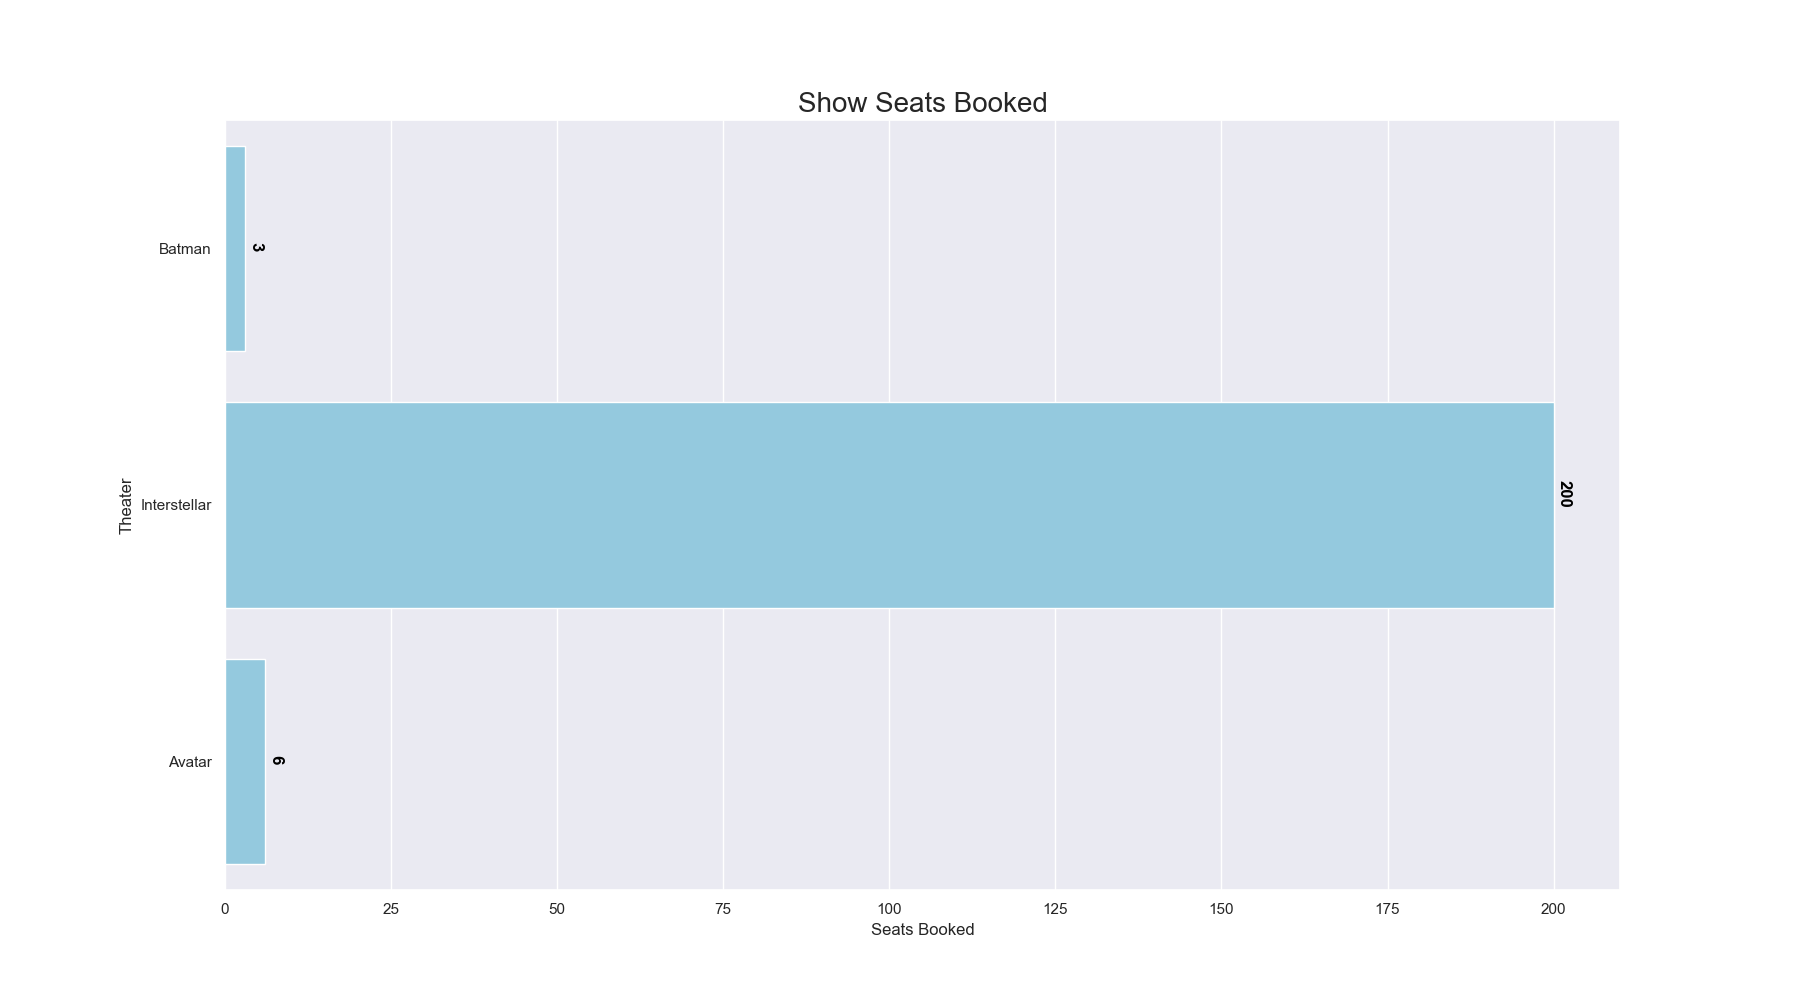 Show Seats Booked
Batman
3
Theater
Interstellar
200
Avatar
6
0 25 50 75 100 125 150 175 200
Seats Booked